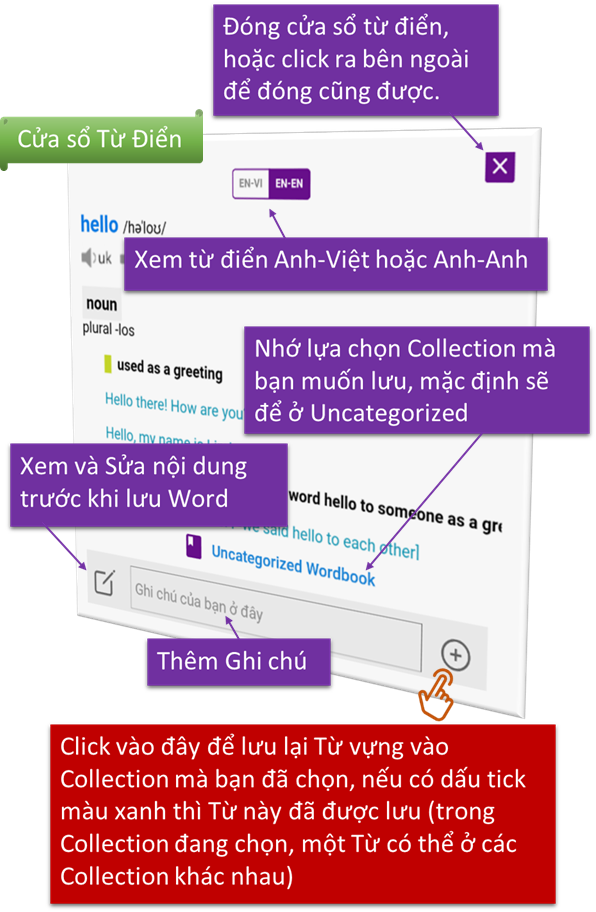 Đóng cửa sổ từ điển,
hoặc click ra bên ngoài
để đóng cũng được.
Cửa sổ Từ Điển
EN-VI EN-EN
hello /həˈloʊ/
uk
Xem từ điển Anh-Việt hoặc Anh-Anh
noun
plural -los
used as a greeting
Hello there! How are you
Hello, my name is
Nhớ lựa chọn Collection mà
bạn muốn lưu, mặc định sẽ
để ở Uncategorized
Xem và Sửa nội dung
trước khi lưu Word
word hello to someone as a gre
we said hello to each other]
Uncategorized Wordbook
Ghi chú của bạn ở đây
Thêm Ghi chú
Click vào đây để lưu lại Từ vựng vào
Collection mà bạn đã chọn, nếu có dấu tick
màu xanh thì Từ này đã được lưu (trong
Collection đang chọn, một Từ có thể ở các
Collection khác nhau)